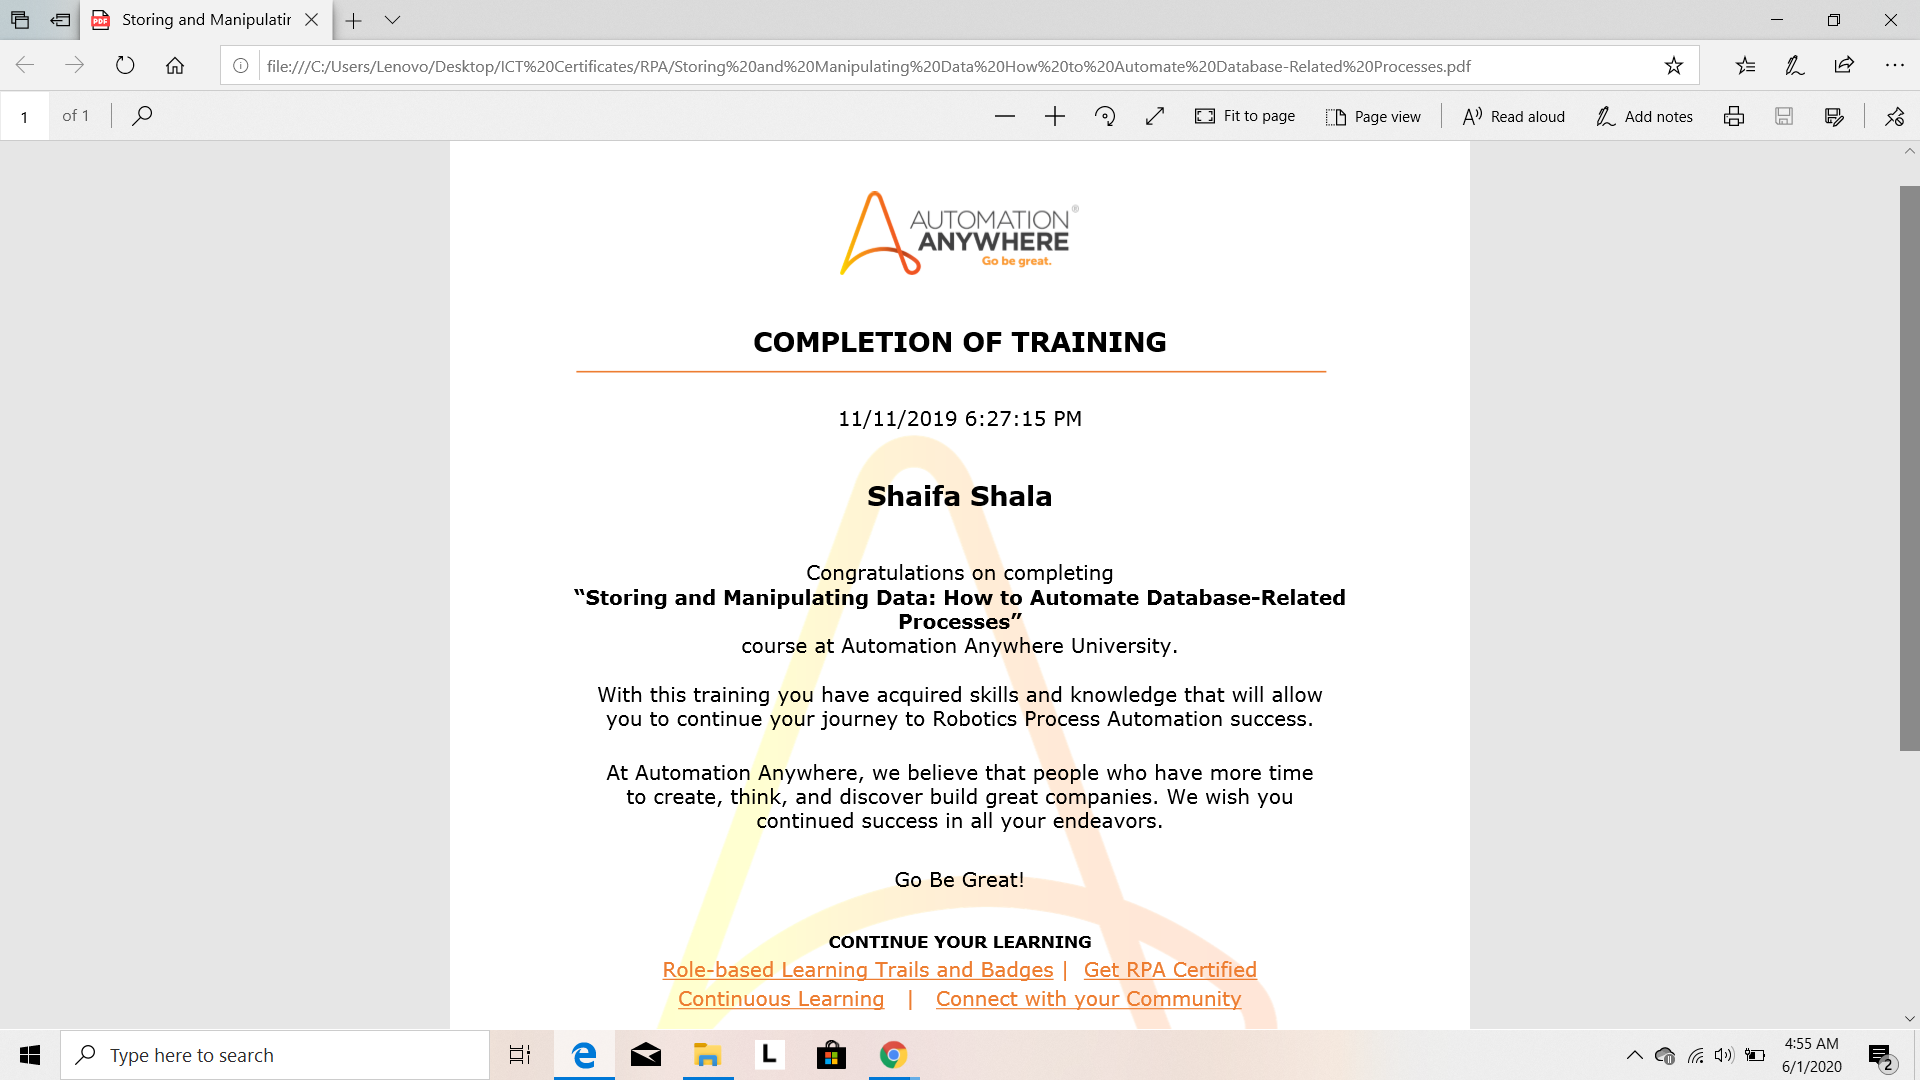 Storing and Manipulatin
file:///C:/Users/Lenovo/Desktop/ICT%20Certificates/RPA/Storing%20and%20Manipulating%20Data%20How%20to%20Automate%20Database-Related%20Processes.pdf
1 of 1 Fit to page Page view Read aloud Add notes
AUTOMATION®
ANYWHERE
Go be great.
COMPLETION OF TRAINING
11/11/2019 6:27:15 PM
Shaifa Shala
Congratulations on completing
“Storing and Manipulating Data: How to Automate Database-Related
Processes”
course at Automation Anywhere University.
With this training you have acquired skills and knowledge that will allow
you to continue your journey to Robotics Process Automation success.
At Automation Anywhere, we believe that people who have more time
to create, think, and discover build great companies. We wish you
continued success in all your endeavors.
Go Be Great!
CONTINUE YOUR LEARNING
Role-based Learning Trails and Badges | Get RPA Certified
Continuous Learning | Connect with your Community
Type here to search
L
4:55 AM
6/1/2020
2